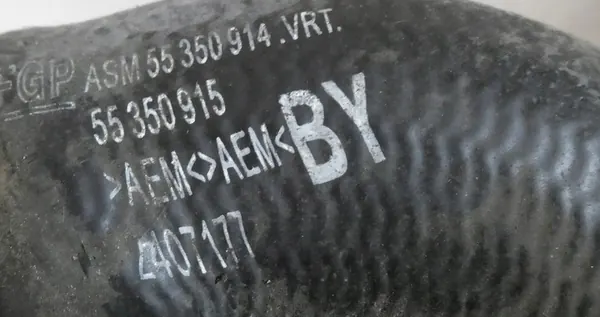 GP ASM 55 350 914 .VRT.
55 350 915
>AEM<>AEM< BY
2407177